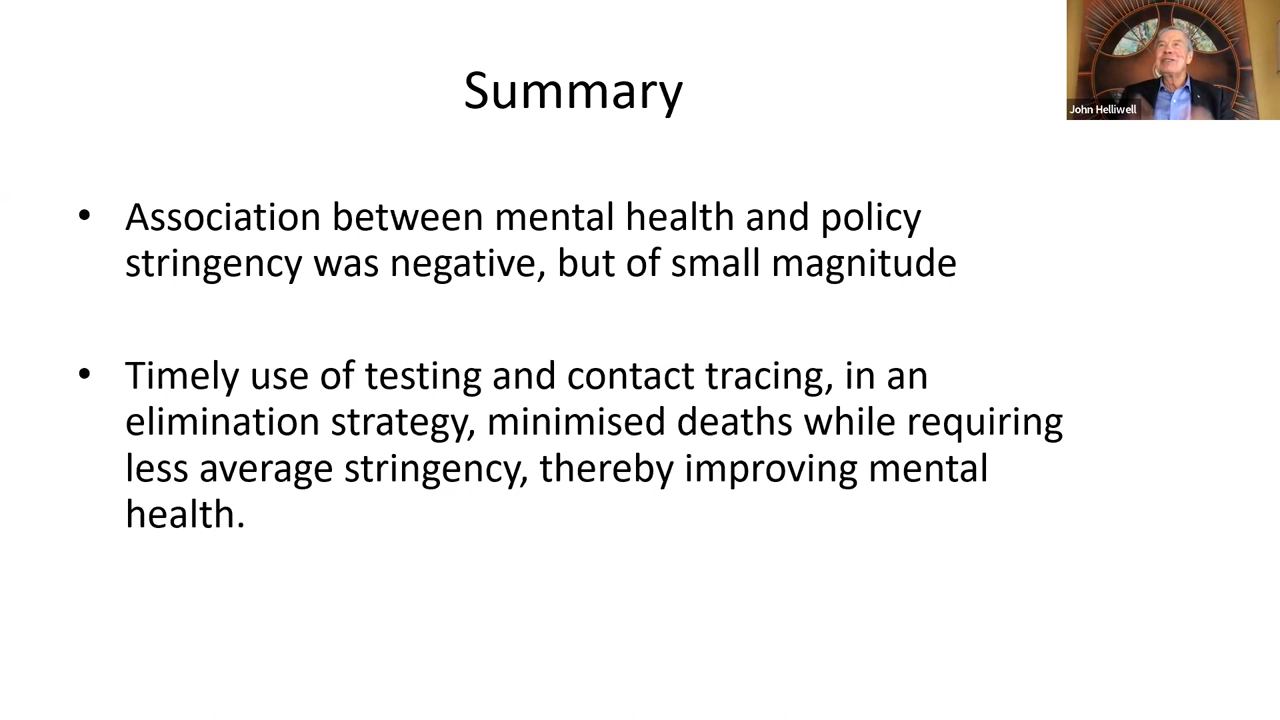 Summary
John Helliwell
• Association between mental health and policy
stringency was negative, but of small magnitude
• Timely use of testing and contact tracing, in an
elimination strategy, minimised deaths while requiring
less average stringency, thereby improving mental
health.